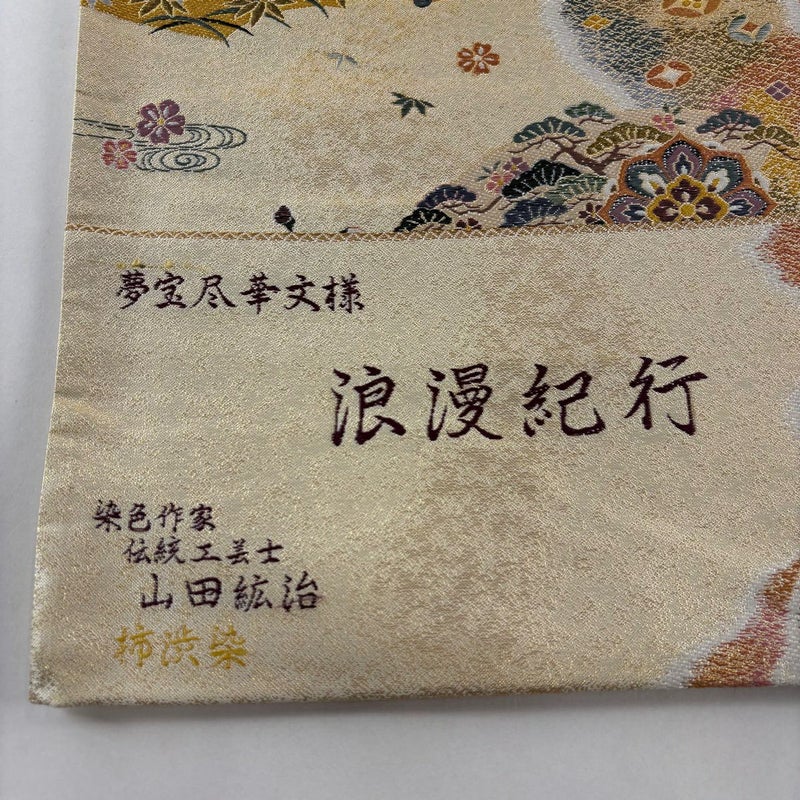 夢宝尽華文様
浪漫紀行
染色作家
伝統工芸士
山田紘治
柿渋染